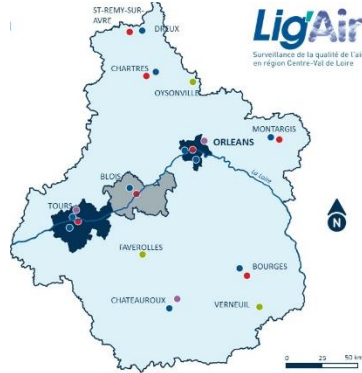 Lig'Air
Surveillance de la qualité de l'air
en région Centre-Val de Loire
ST-REMY-SUR-
AVRE
DREUX
CHARTRES
OYSONVILLE
ORLEANS
MONTARGIS
La Loire
BLOIS
TOURS
FAVEROLLES
BOURGES
CHATEAUROUX
VERNEUIL
N
0 25 50 km